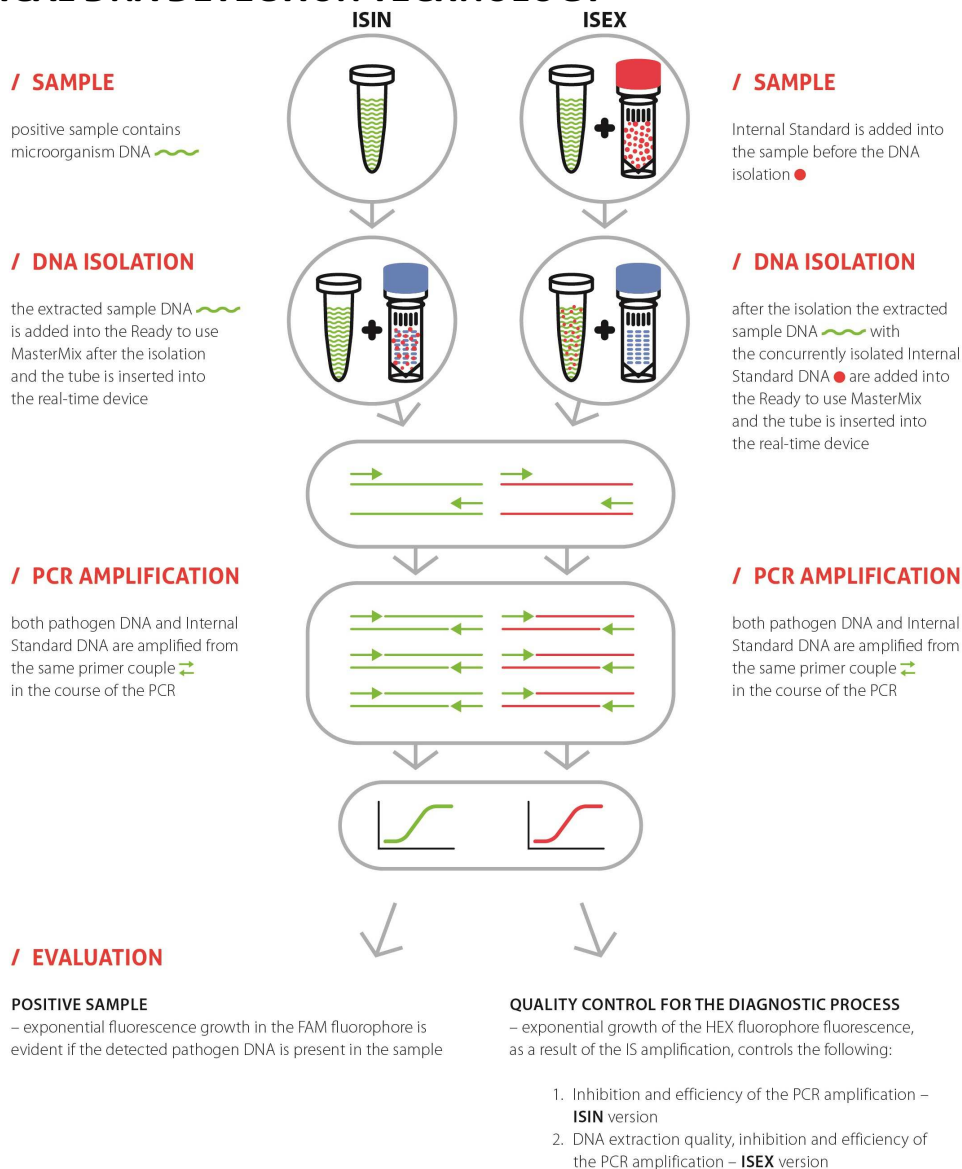 ISIN
ISEX
/ SAMPLE
positive sample contains
microorganism DNA
/ SAMPLE
Internal Standard is added into
the sample before the DNA
isolation
/ DNA ISOLATION
the extracted sample DNA
is added into the Ready to use
MasterMix after the isolation
and the tube is inserted into
the real-time device
/ DNA ISOLATION
after the isolation the extracted
sample DNA with
the concurrently isolated Internal
Standard DNA are added into
the Ready to use MasterMix
and the tube is inserted into
the real-time device
/ PCR AMPLIFICATION
both pathogen DNA and Internal
Standard DNA are amplified from
the same primer couple
in the course of the PCR
/ PCR AMPLIFICATION
both pathogen DNA and Internal
Standard DNA are amplified from
the same primer couple
in the course of the PCR
/ EVALUATION
POSITIVE SAMPLE
– exponential fluorescence growth in the FAM fluorophore is
evident if the detected pathogen DNA is present in the sample
QUALITY CONTROL FOR THE DIAGNOSTIC PROCESS
– exponential growth of the HEX fluorophore fluorescence,
as a result of the IS amplification, controls the following:
1. Inhibition and efficiency of the PCR amplification –
ISIN version
2. DNA extraction quality, inhibition and efficiency of
the PCR amplification – ISEX version